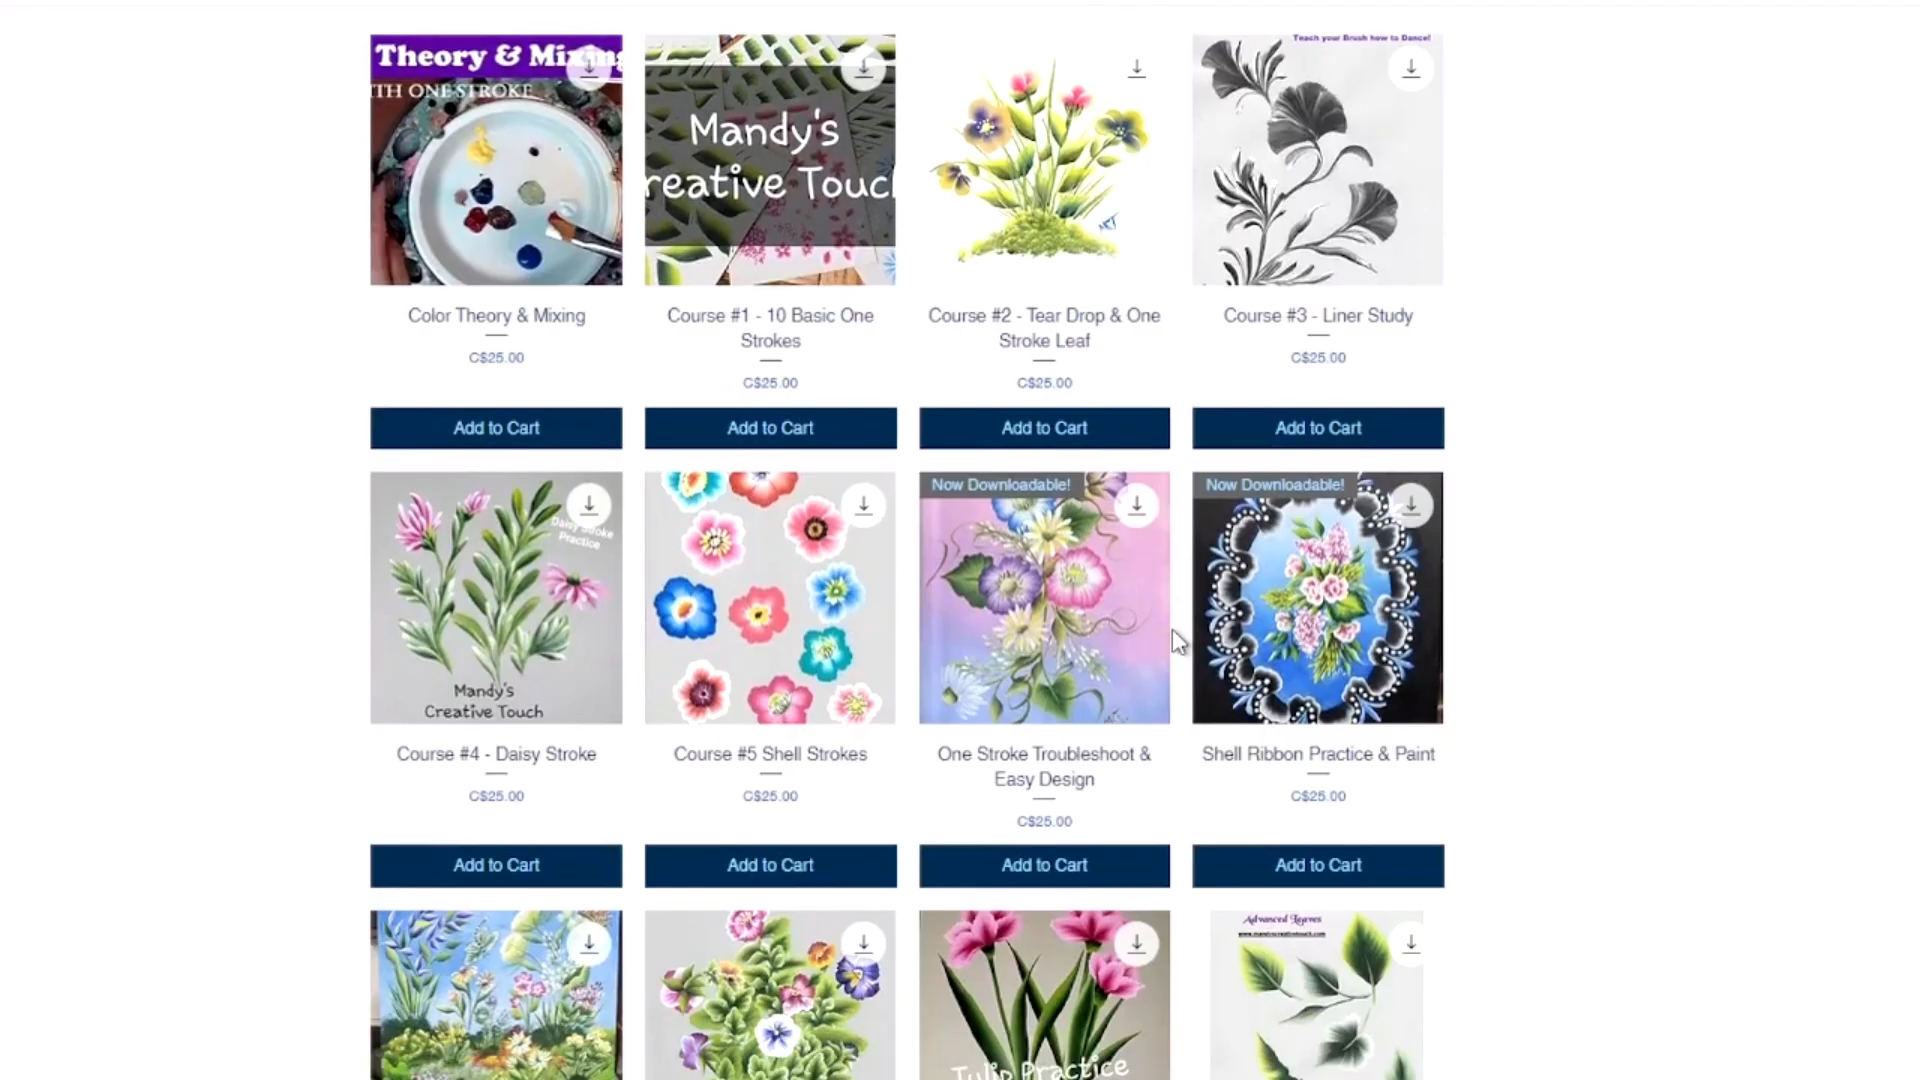 Theory & Mixing
ITH ONE STROKE
Mandy's
reative Touch
Teach your Brush how to Dance!
Color Theory & Mixing
C$25.00
Add to Cart
Course #1 - 10 Basic One
Strokes
C$25.00
Add to Cart
Course #2 - Tear Drop & One
Stroke Leaf
C$25.00
Add to Cart
Course #3 - Liner Study
C$25.00
Add to Cart
Daisy Stroke
Practice
Mandy's
Creative Touch
Now Downloadable!
Now Downloadable!
Course #4 - Daisy Stroke
C$25.00
Add to Cart
Course #5 Shell Strokes
C$25.00
Add to Cart
One Stroke Troubleshoot &
Easy Design
C$25.00
Add to Cart
Shell Ribbon Practice & Paint
C$25.00
Add to Cart
Tulip Practice
Advanced Leaves